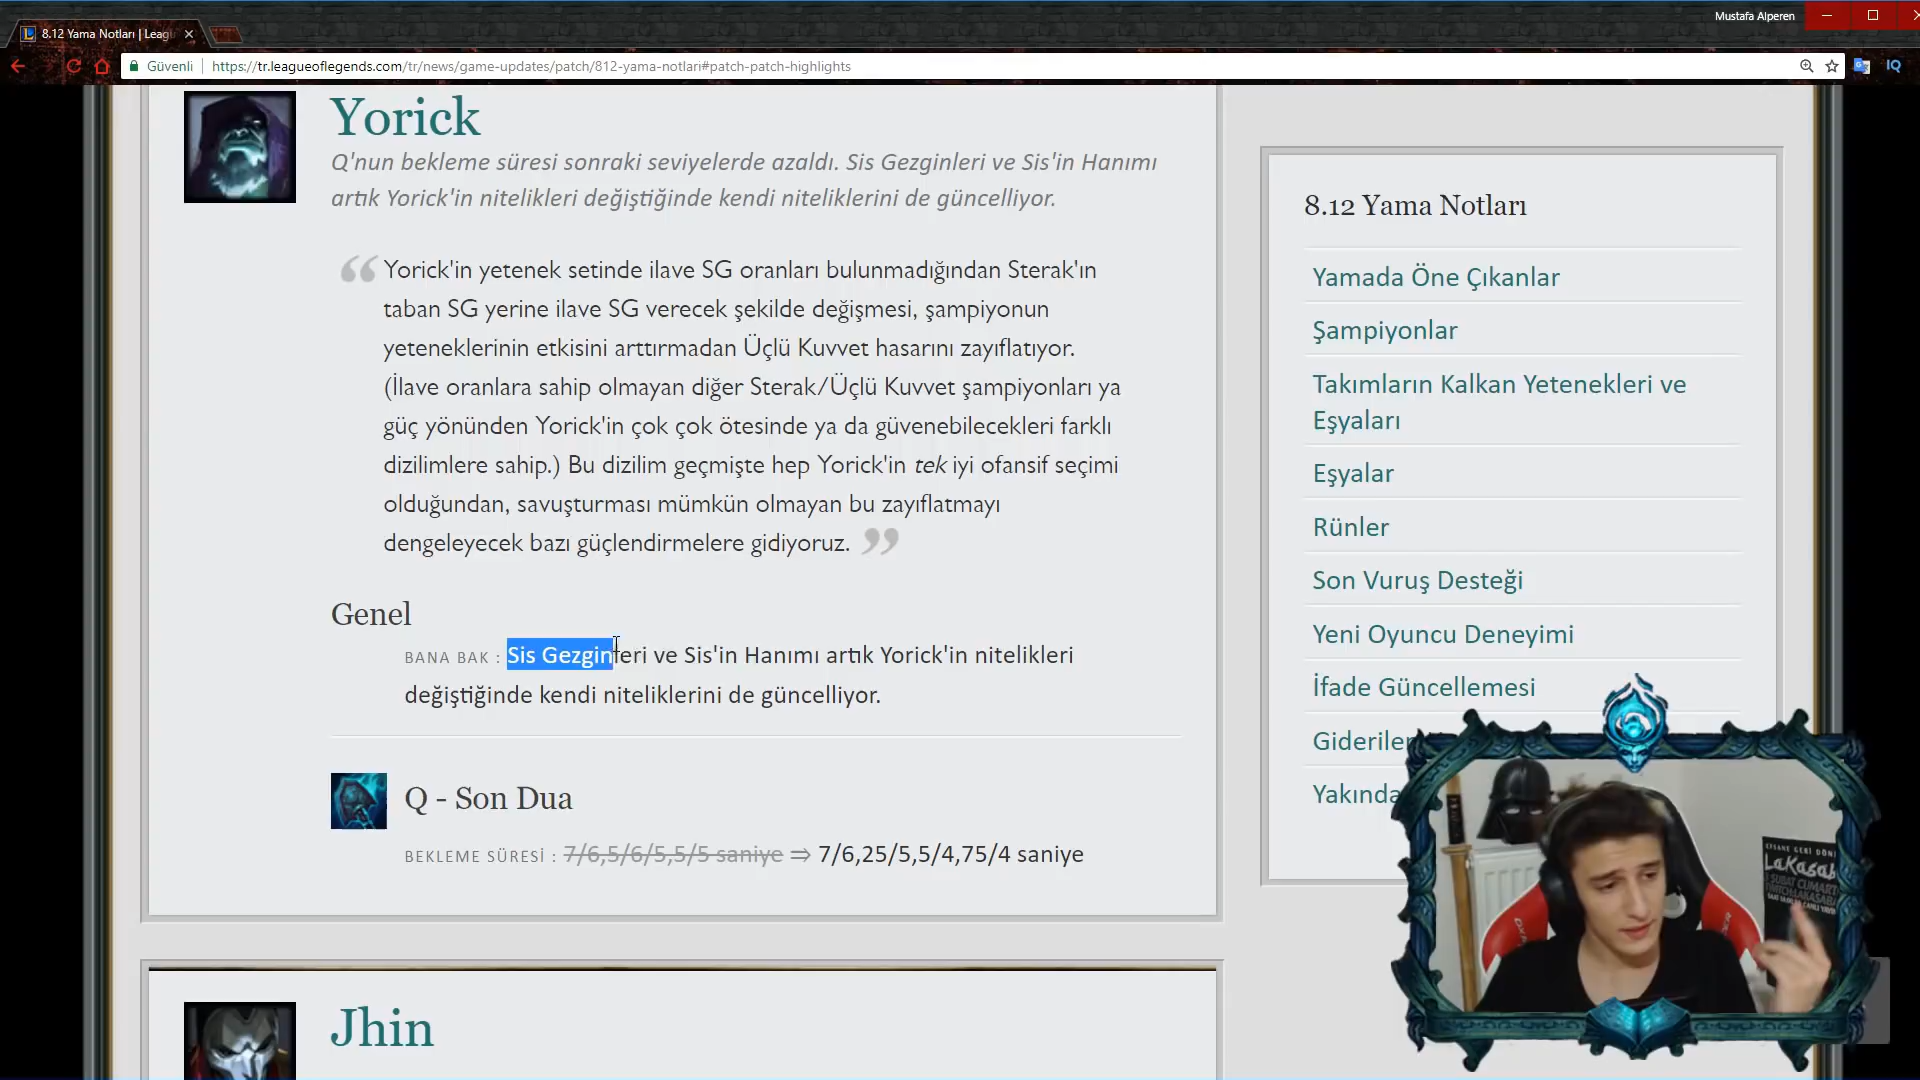 Mustafa Alperen
8.12 Yama Notları | Leag
Güvenli
https://tr.leagueoflegends.com/tr/news/game-updates/patch/812-yama-notlari#patch-patch-highlights
IQ
Yorick
Q'nun bekleme süresi sonraki seviyelerde azaldı. Sis Gezginleri ve Sis'in Hanımı
artık Yorick'in nitelikleri değiştiğinde kendi niteliklerini de güncelliyor.
“ Yorick'in yetenek setinde ilave SG oranları bulunmadığından Sterak'ın
taban SG yerine ilave SG verecek şekilde değişmesi, şampiyonun
yeteneklerinin etkisini arttırmadan Üçlü Kuvvet hasarını zayıflatıyor.
(İlave oranlara sahip olmayan diğer Sterak/Üçlü Kuvvet şampiyonları ya
güç yönünden Yorick'in çok çok ötesinde ya da güvenebilecekleri farklı
dizilimlere sahip.) Bu dizilim geçmişte hep Yorick'in tek iyi ofansif seçimi
olduğundan, savuşturması mümkün olmayan bu zayıflatmayı
dengeleyecek bazı güçlendirmelere gidiyoruz. ”
Genel
BANA BAK : Sis Gezginleri ve Sis'in Hanımı artık Yorick'in nitelikleri
değiştiğinde kendi niteliklerini de güncelliyor.
Q - Son Dua
BEKLEME SÜRESİ : 7/6,5/6/5,5/5 saniye ⇒ 7/6,25/5,5/4,75/4 saniye
Jhin
8.12 Yama Notları
Yamada Öne Çıkanlar
Şampiyonlar
Takımların Kalkan Yetenekleri ve
Eşyaları
Eşyalar
Rünler
Son Vuruş Desteği
Yeni Oyuncu Deneyimi
İfade Güncellemesi
Giderilen
Yakında
LaKasab